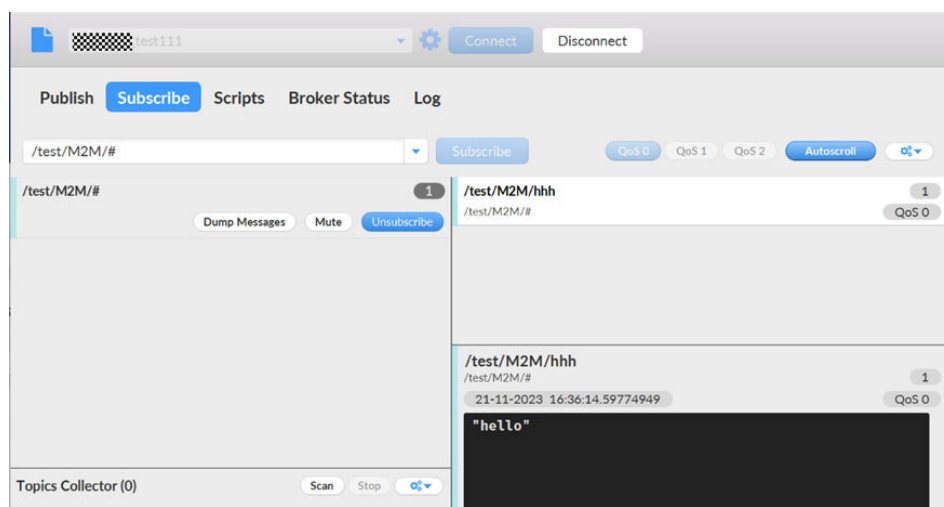 test111 Connect Disconnect
Publish Subscribe Scripts Broker Status Log
/test/M2M/# Subscribe QoS 0 QoS 1 QoS 2 Autoscroll
/test/M2M/# 1
Dump Messages Mute Unsubscribe
/test/M2M/hhh 1
/test/M2M/# QoS 0
/test/M2M/hhh
/test/M2M/# 1
21-11-2023 16:36:14.59774949 QoS 0
"hello"
Topics Collector (0) Scan Stop